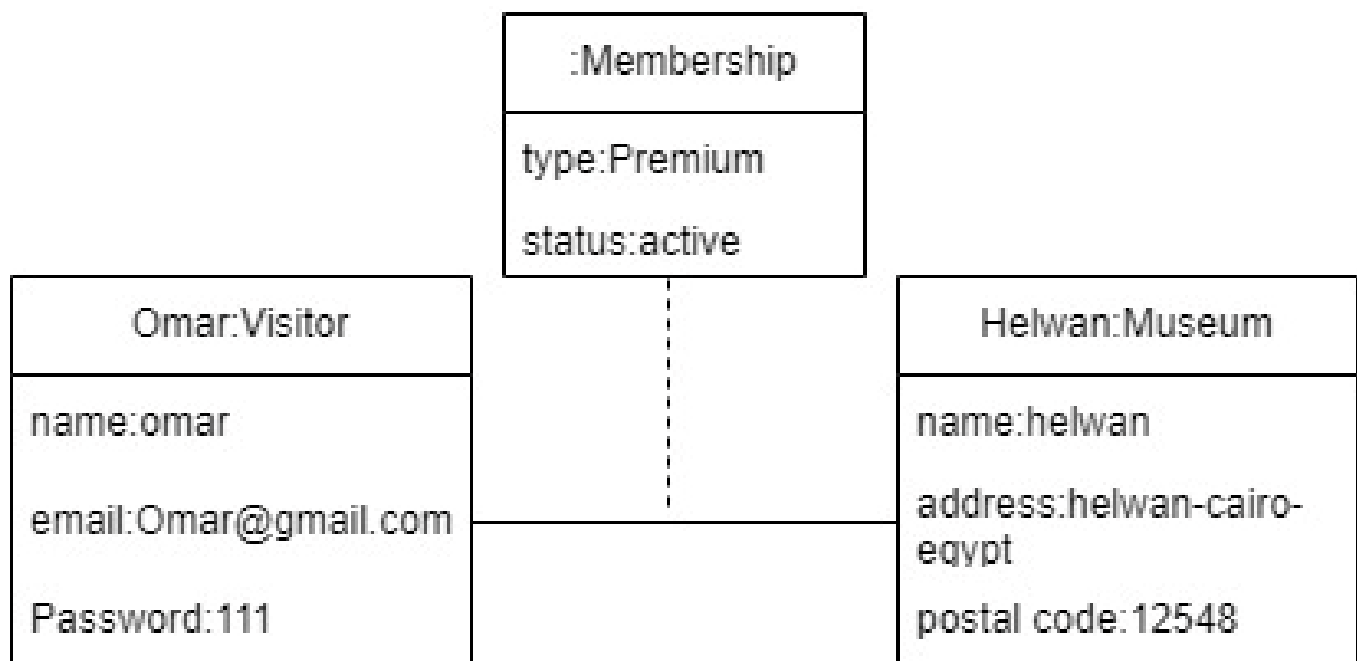 :Membership
type:Premium
status:active
Omar:Visitor
name:omar
email:Omar@gmail.com
Password:111
Helwan:Museum
name:helwan
address:helwan-cairo-
egypt
postal code:12548